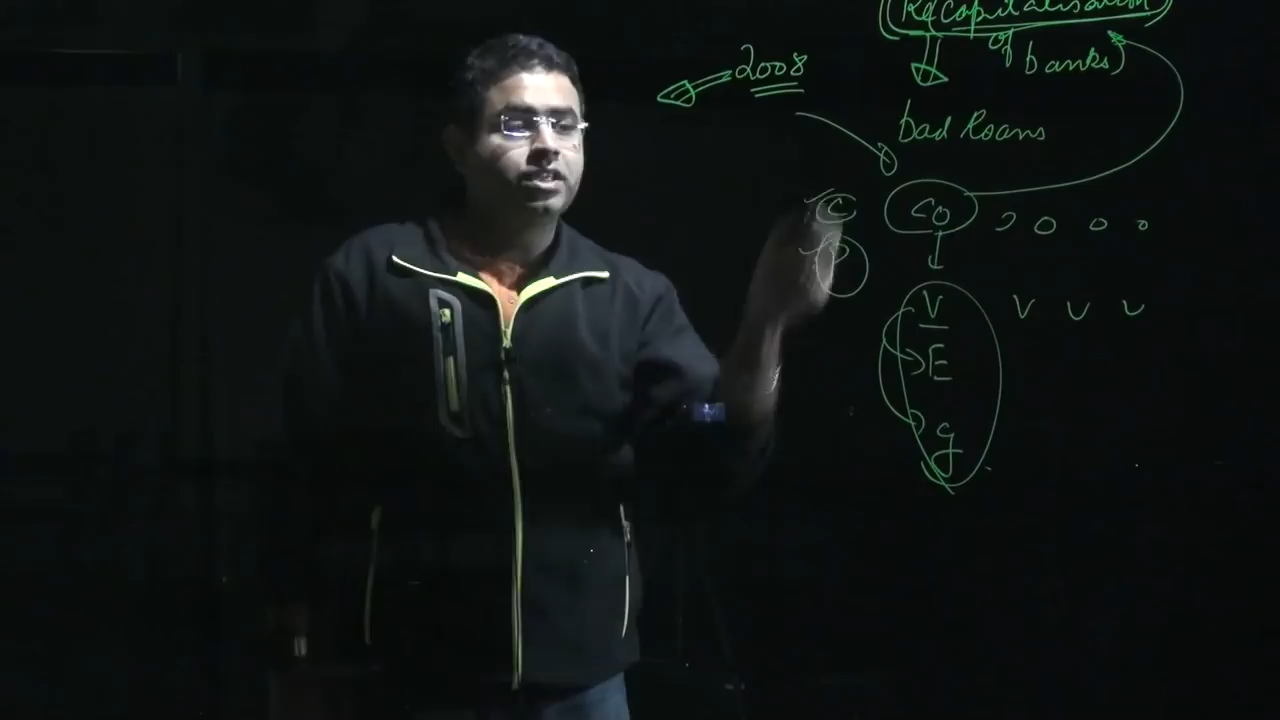 Recapitalisation
of banks)
2008
bad loans
C
CO
V
V
V
V
E
g